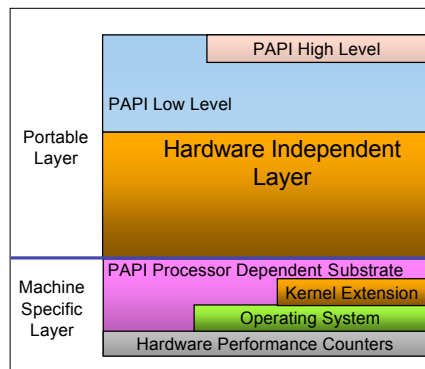 PAPI High Level
PAPI Low Level
Portable
Layer
Hardware Independent
Layer
PAPI Processor Dependent Substrate
Machine
Specific
Layer
Kernel Extension
Operating System
Hardware Performance Counters